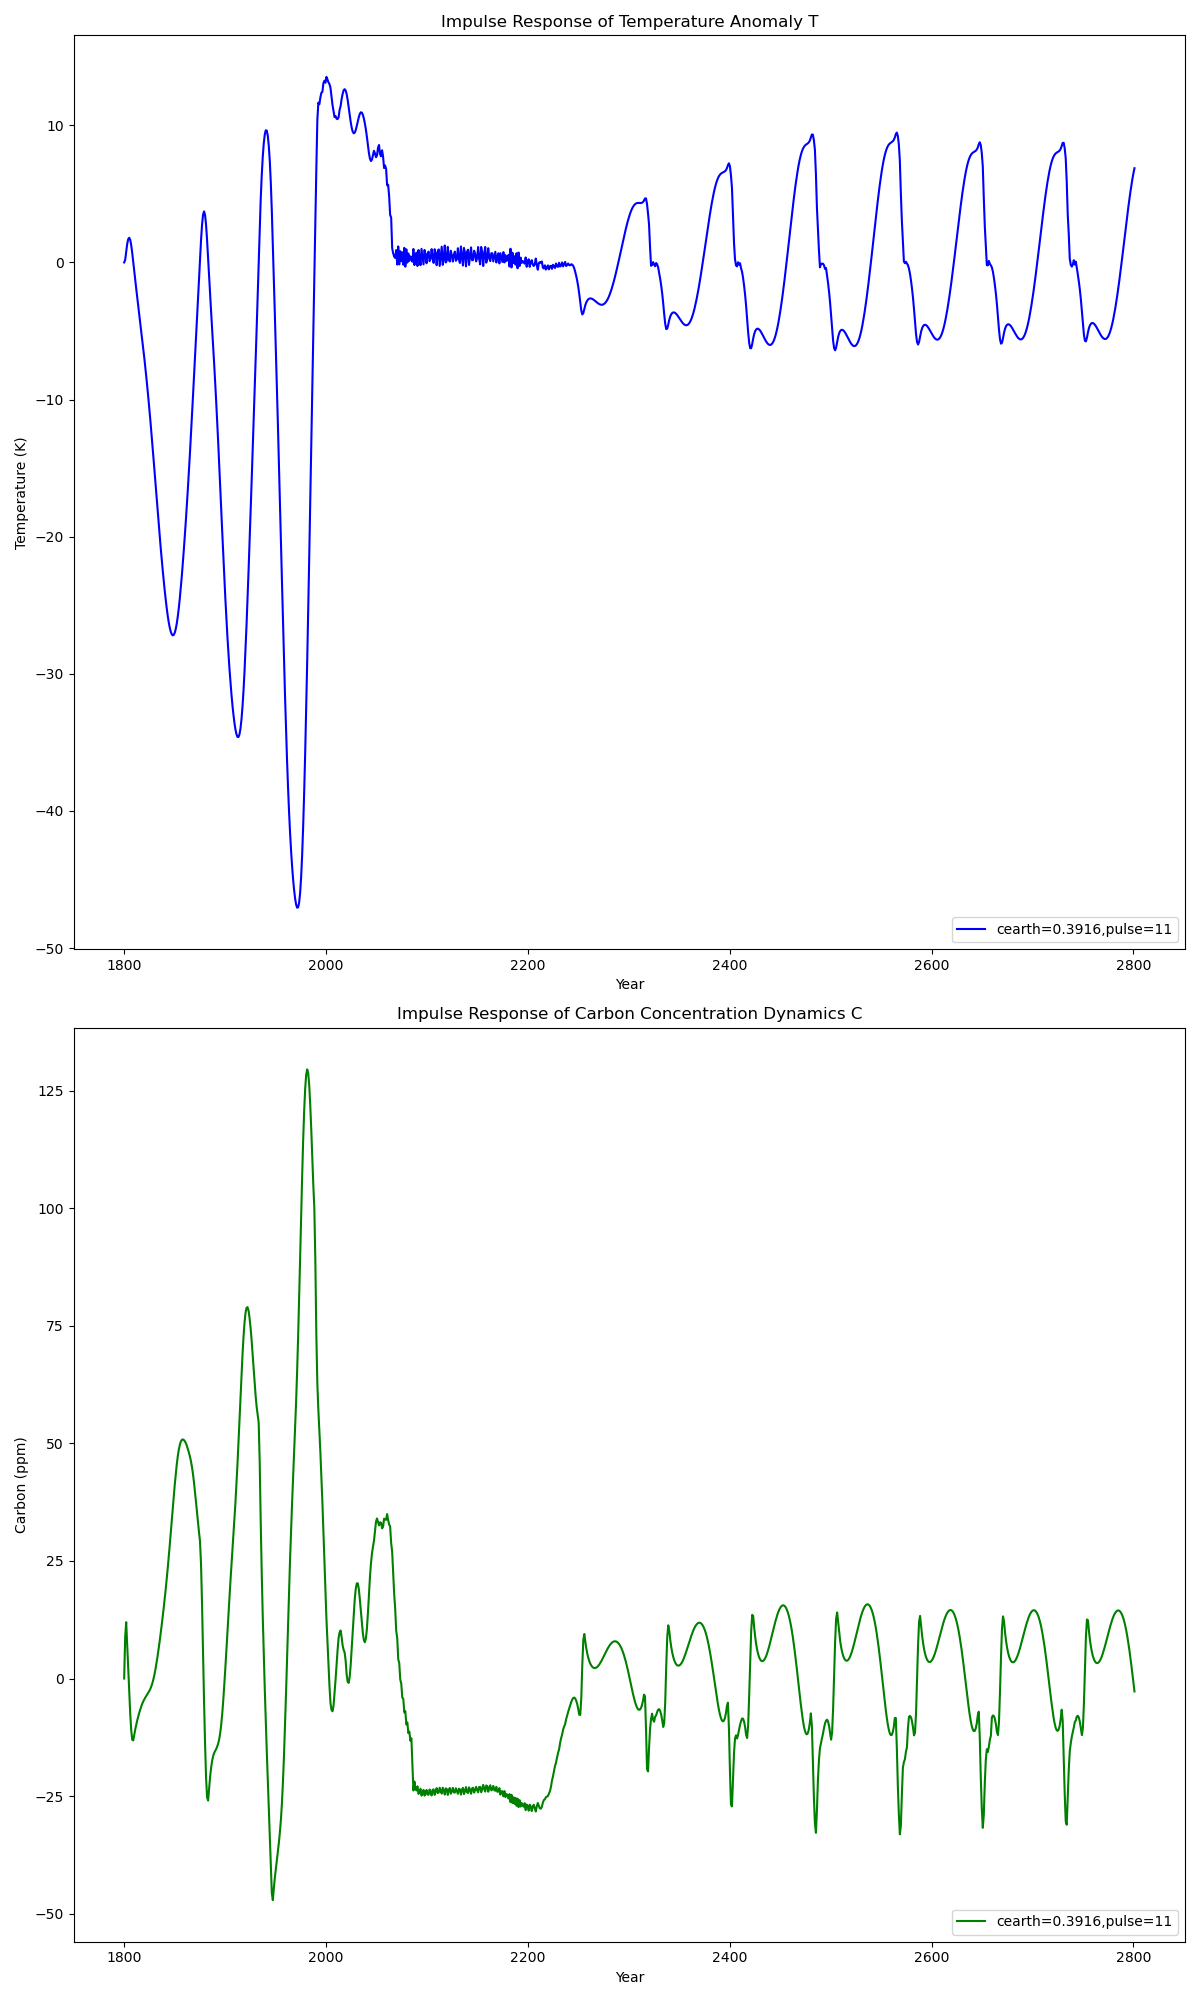 Impulse Response of Temperature Anomaly T
Temperature (K)
10
0
−10
−20
−30
−40
−50
cearth=0.3916,pulse=11
1800 2000 2200 2400 2600 2800
Year
Impulse Response of Carbon Concentration Dynamics C
Carbon (ppm)
125
100
75
50
25
0
−25
−50
cearth=0.3916,pulse=11
1800 2000 2200 2400 2600 2800
Year